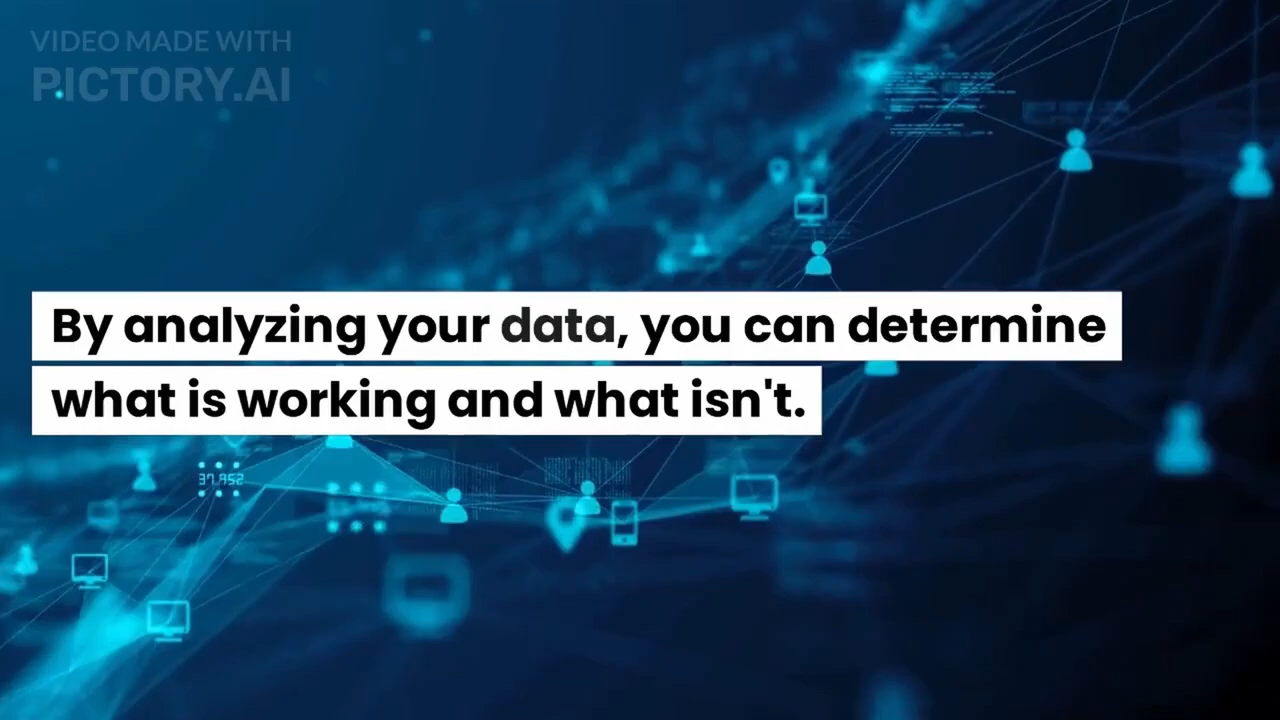 VIDEO MADE WITH
PICTORY.AI
By analyzing your data, you can determine
what is working and what isn't.